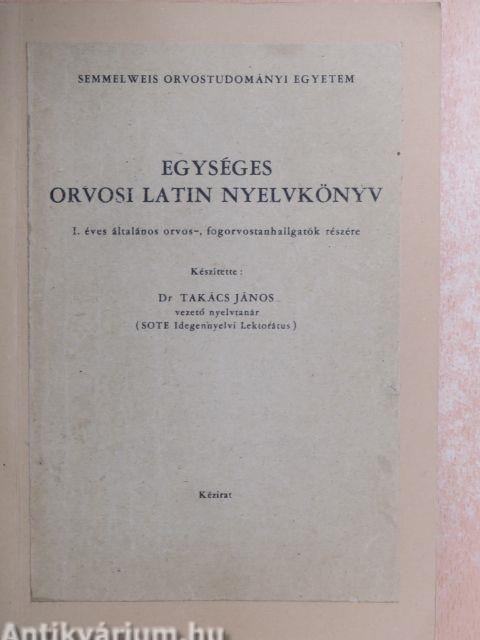 SEMMELWEIS ORVOSTUDOMÁNYI EGYETEM
EGYSÉGES
ORVOSI LATIN NYELVKÖNYV
I. éves általános orvos-, fogorvostanhallgatók részére
Készítette:
Dr TAKÁCS JÁNOS
vezető nyelvtanár
(SOTE Idegennyelvi Lektorátus)
Kézirat
Antikvárium.hu